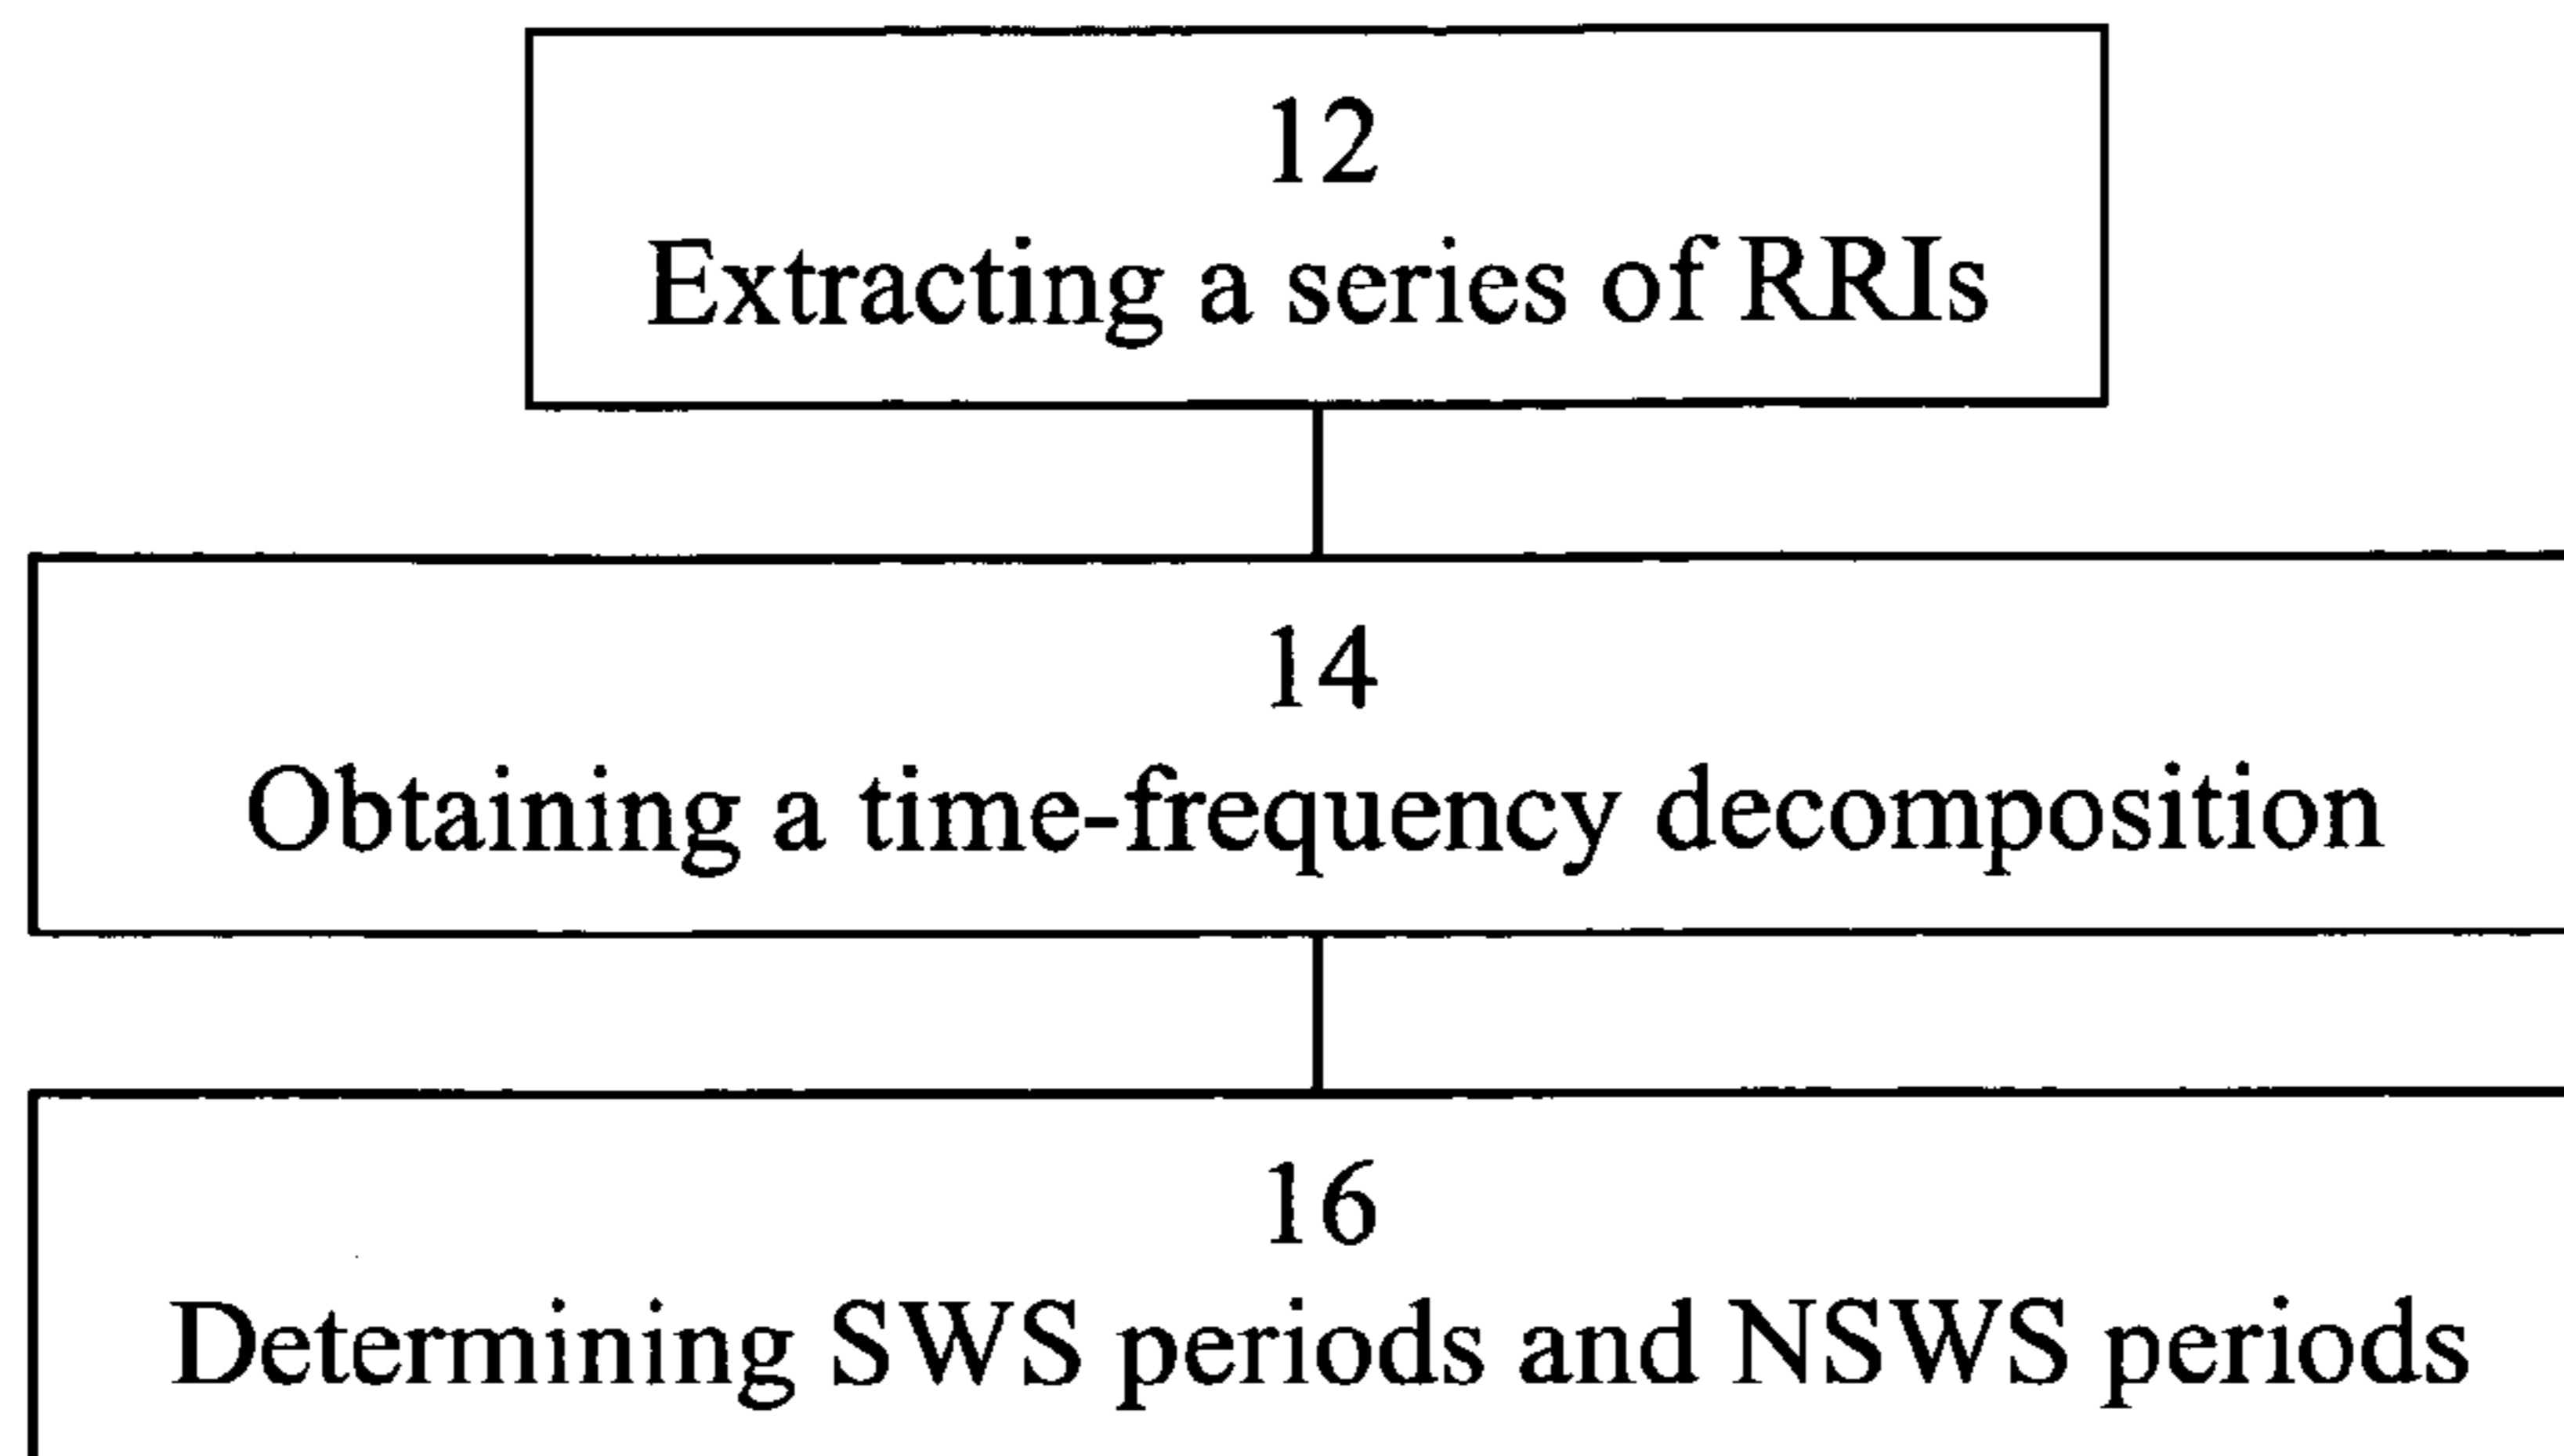 12
Extracting a series of RRIs
14
Obtaining a time-frequency decomposition
16
Determining SWS periods and NSWS periods